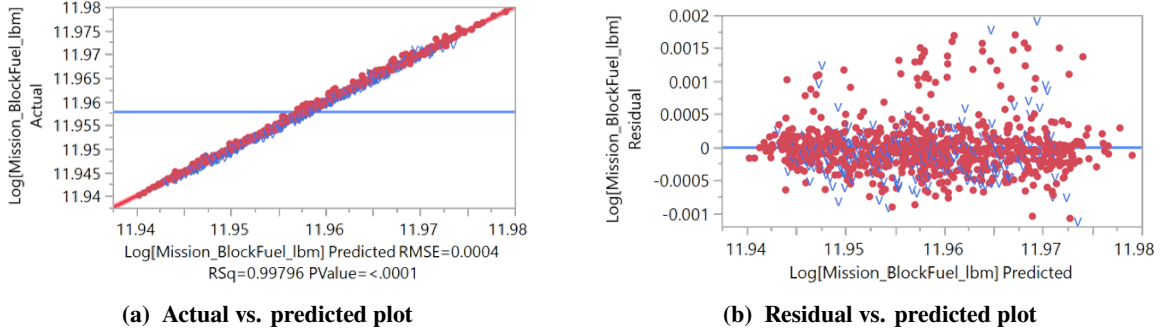 Log[Mission_BlockFuel_lbm]
Actual
11.98
11.97
11.965
11.96
11.955
11.95
11.945
11.94
11.94
11.95
11.96
11.97
11.98
Log[Mission_BlockFuel_lbm] Predicted RMSE=0.0004
RSq=0.99796 PValue=<.0001
(a) Actual vs. predicted plot
Log[Mission_BlockFuel_lbm]
Residual
0.002
0.0015
0.001
0.0005
0
-0.0005
-0.001
11.94
11.95
11.96
11.97
11.98
Log[Mission_BlockFuel_lbm] Predicted
(b) Residual vs. predicted plot